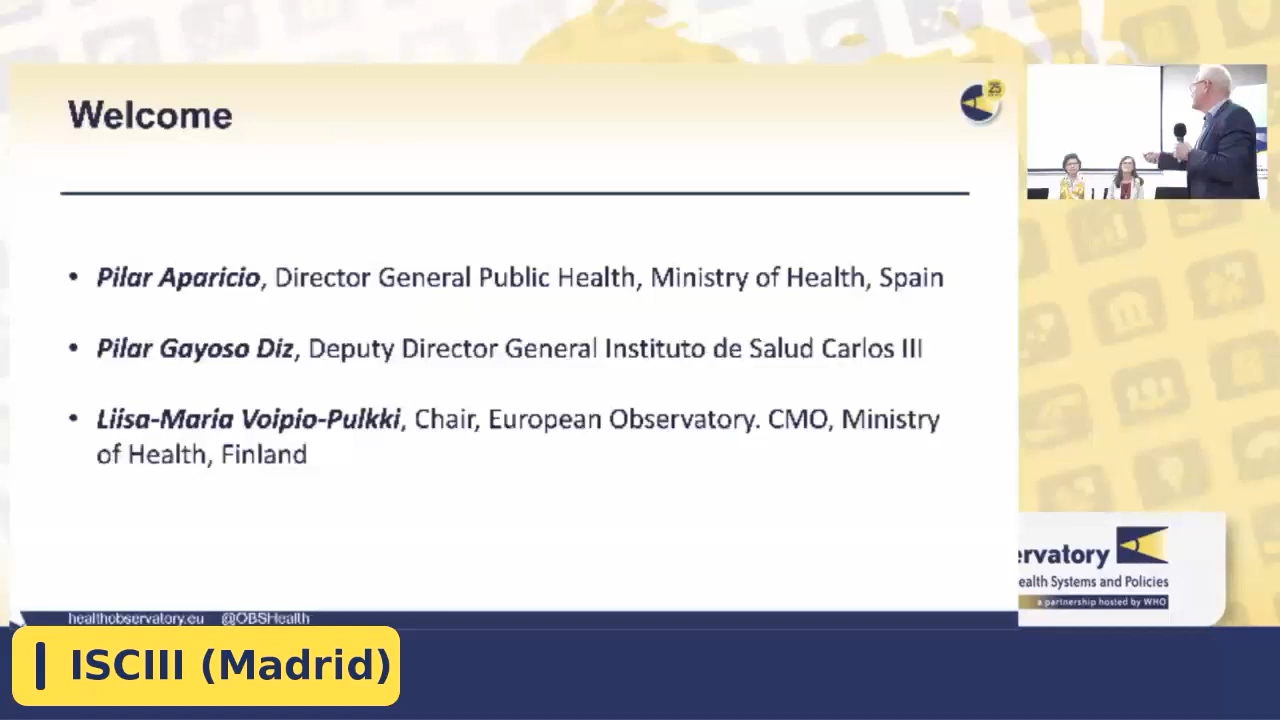 Welcome
25
• Pilar Aparicio, Director General Public Health, Ministry of Health, Spain
• Pilar Gayoso Diz, Deputy Director General Instituto de Salud Carlos III
• Liisa-Maria Voipio-Pulkki, Chair, European Observatory. CMO, Ministry
of Health, Finland
ervatory
ealth Systems and Policies
a partnership hosted by WHO
healthobservatory.eu @OBSHealth
ISCIII (Madrid)